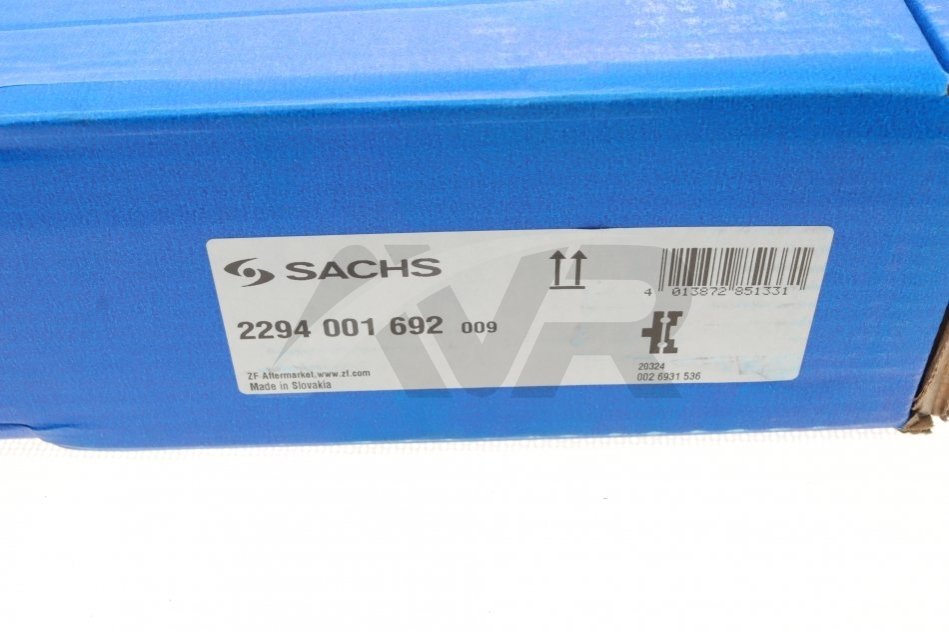 SACHS
4 013872 851331
2294 001 692 009
ZF Aftermarket.www.zf.com
Made in Slovakia
20324
002 6931 536
VR